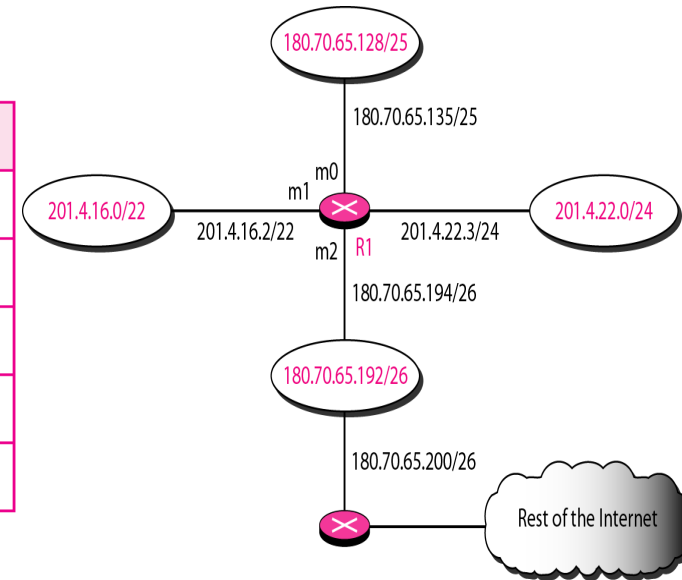 180.70.65.128/25
180.70.65.135/25
m0
m1
201.4.16.0/22
201.4.22.0/24
201.4.16.2/22
201.4.22.3/24
m2
R1
180.70.65.194/26
180.70.65.192/26
180.70.65.200/26
Rest of the Internet